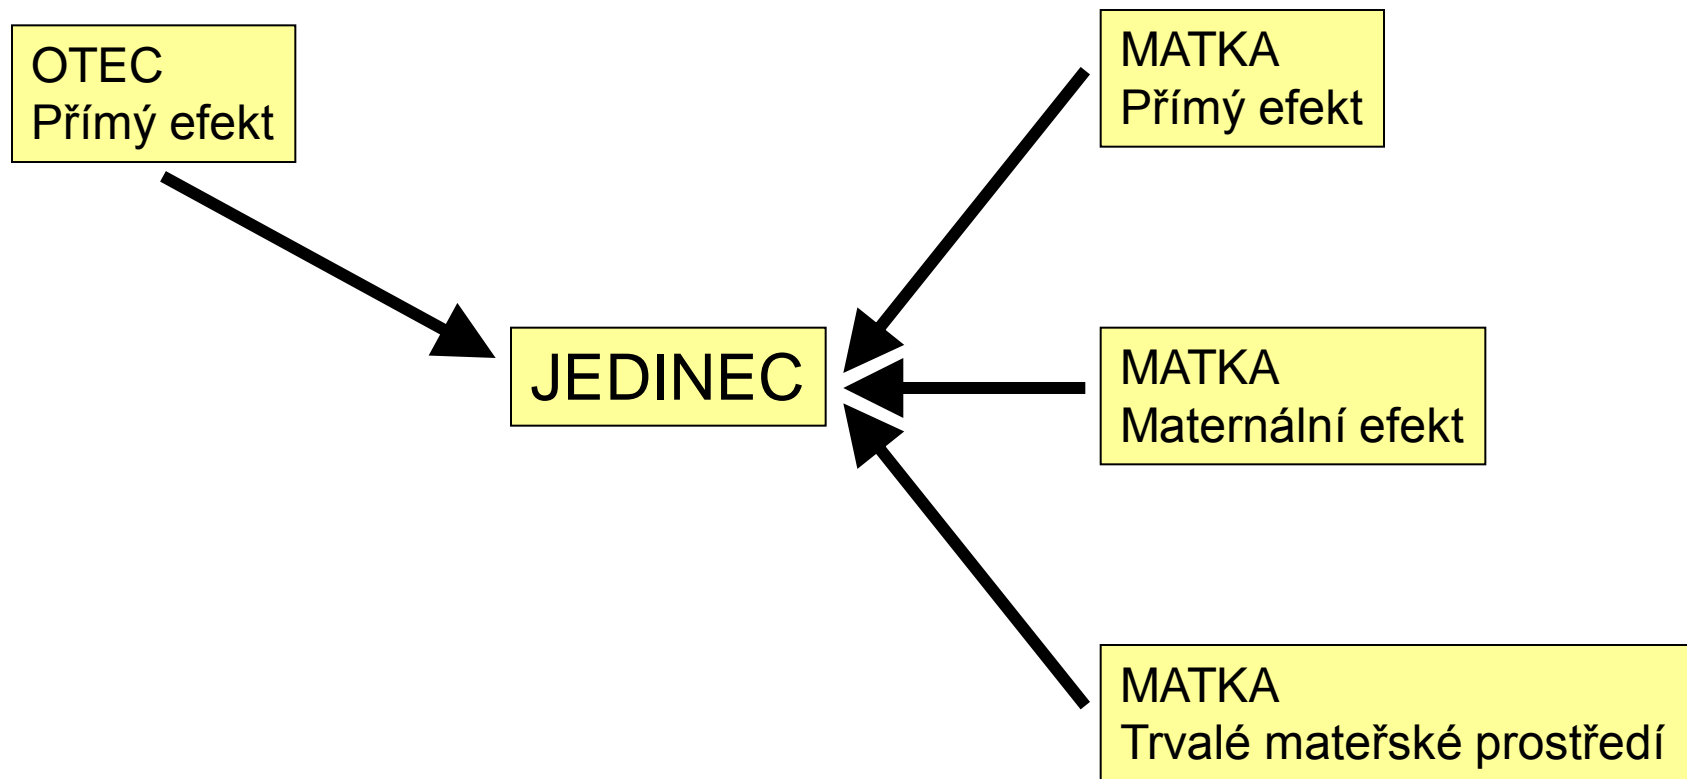 OTEC
Přímý efekt
MATKA
Přímý efekt
JEDINEC
MATKA
Maternální efekt
MATKA
Trvalé mateřské prostředí